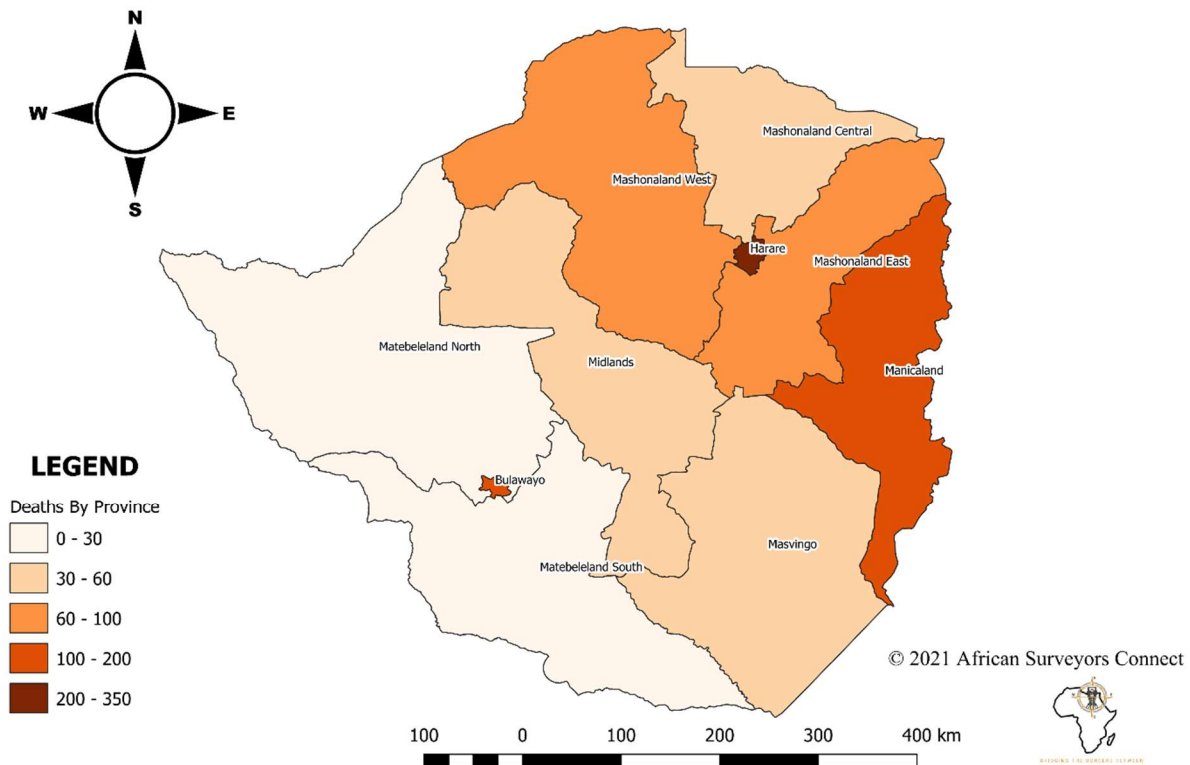 N
W
E
S
Mashonaland Central
Mashonaland West
Harare
Mashonaland East
Matebeleland North
Midlands
Manicaland
Bulawayo
Masvingo
Matebeleland South
LEGEND
Deaths By Province
0 - 30
30 - 60
60 - 100
100 - 200
200 - 350
© 2021 African Surveyors Connect
100 0 100 200 300 400 km